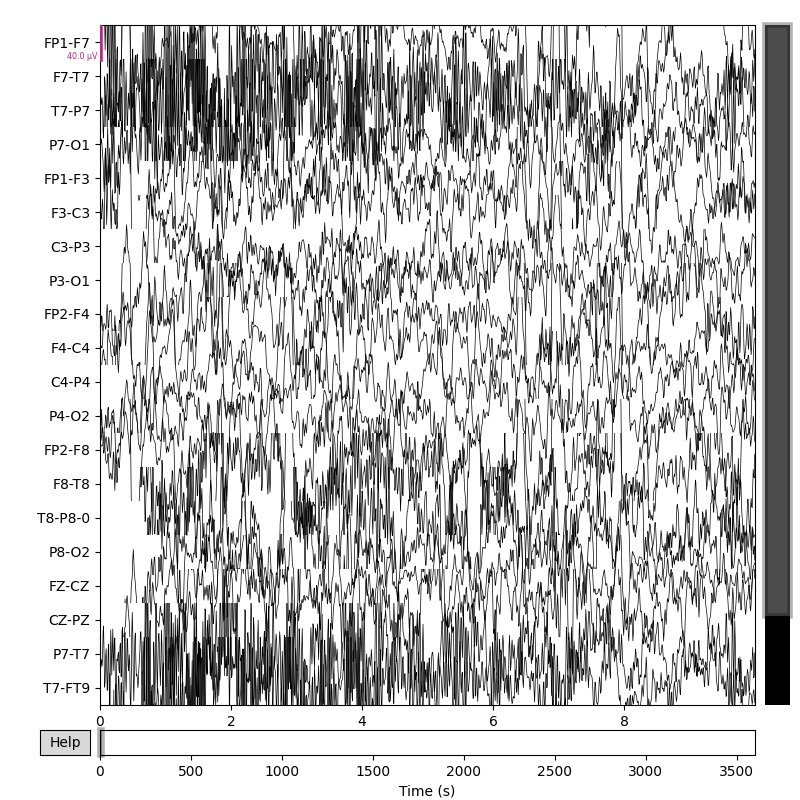 FP1-F7
40.0 µV
F7-T7
T7-P7
P7-O1
FP1-F3
F3-C3
C3-P3
P3-O1
FP2-F4
F4-C4
C4-P4
P4-O2
FP2-F8
F8-T8
T8-P8-0
P8-O2
FZ-CZ
CZ-PZ
P7-T7
T7-FT9
0 2 4 6 8
Help
0 500 1000 1500 2000 2500 3000 3500
Time (s)